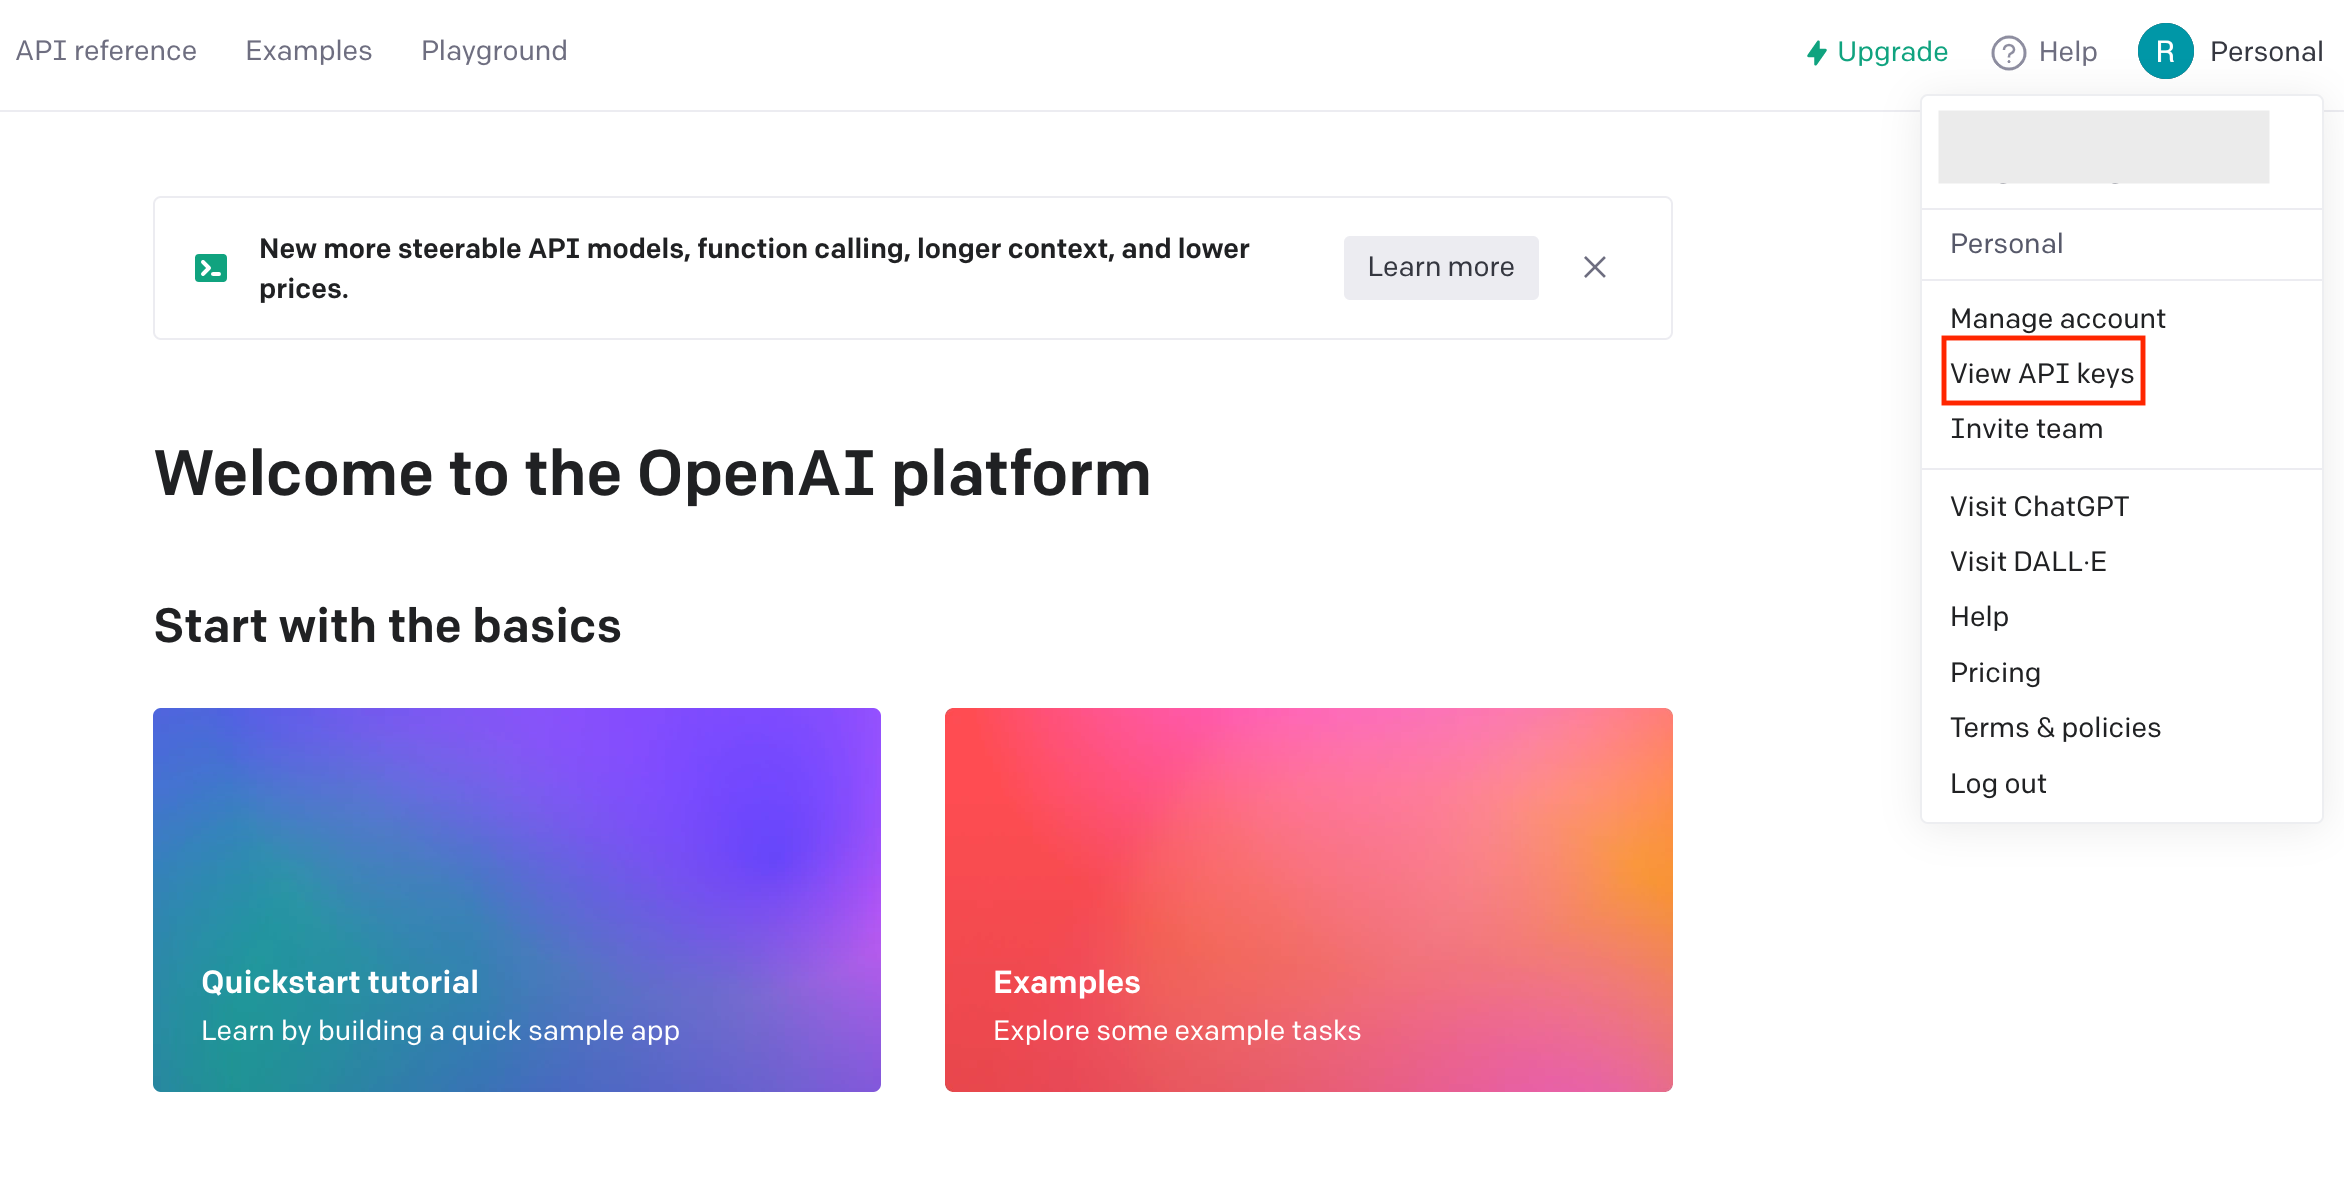 API reference Examples Playground Upgrade Help R Personal
New more steerable API models, function calling, longer context, and lower
prices.
Learn more
Welcome to the OpenAI platform
Start with the basics
Quickstart tutorial
Learn by building a quick sample app
Examples
Explore some example tasks
Personal
Manage account
View API keys
Invite team
Visit ChatGPT
Visit DALL·E
Help
Pricing
Terms & policies
Log out